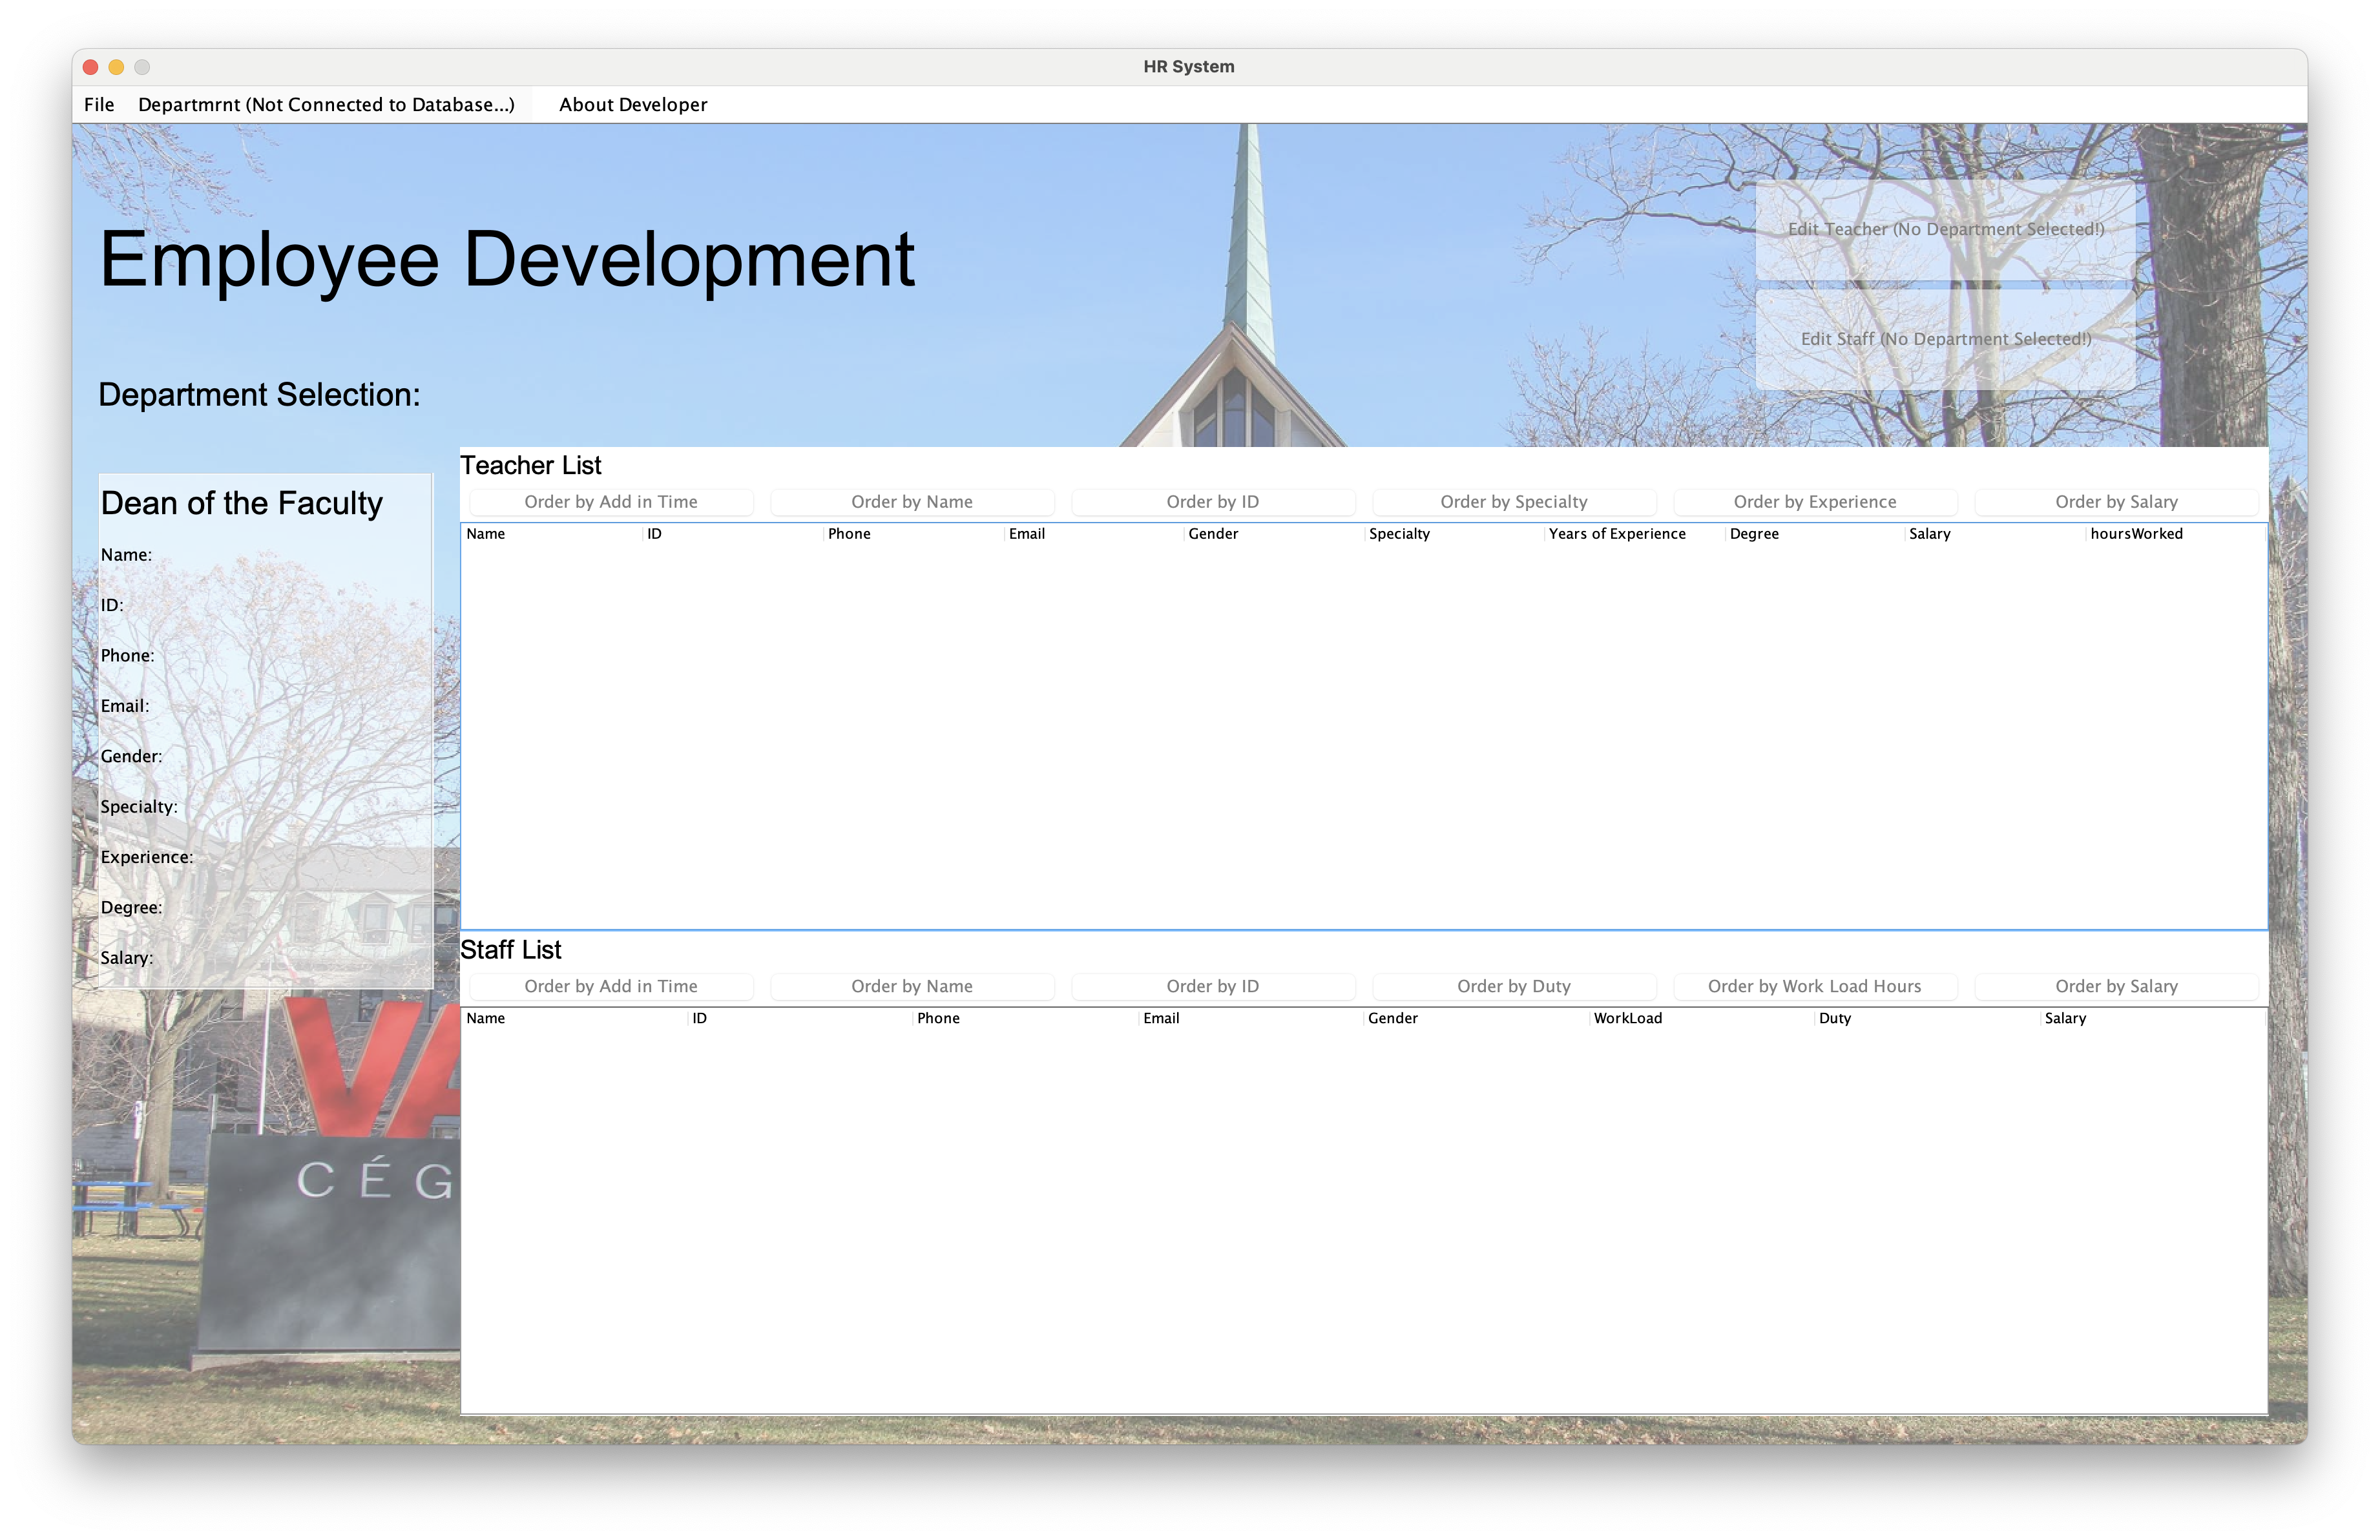 HR System
File Departmrnt (Not Connected to Database...) About Developer
Employee Development
Edit Teacher (No Department Selected!)
Edit Staff (No Department Selected!)
Department Selection:
Dean of the Faculty
Name:
ID:
Phone:
Email:
Gender:
Specialty:
Experience:
Degree:
Salary:
Teacher List
Order by Add in Time Order by Name Order by ID Order by Specialty Order by Experience Order by Salary
Name ID Phone Email Gender Specialty Years of Experience Degree Salary hoursWorked
Staff List
Order by Add in Time Order by Name Order by ID Order by Duty Order by Work Load Hours Order by Salary
Name ID Phone Email Gender WorkLoad Duty Salary
VA
CÉG